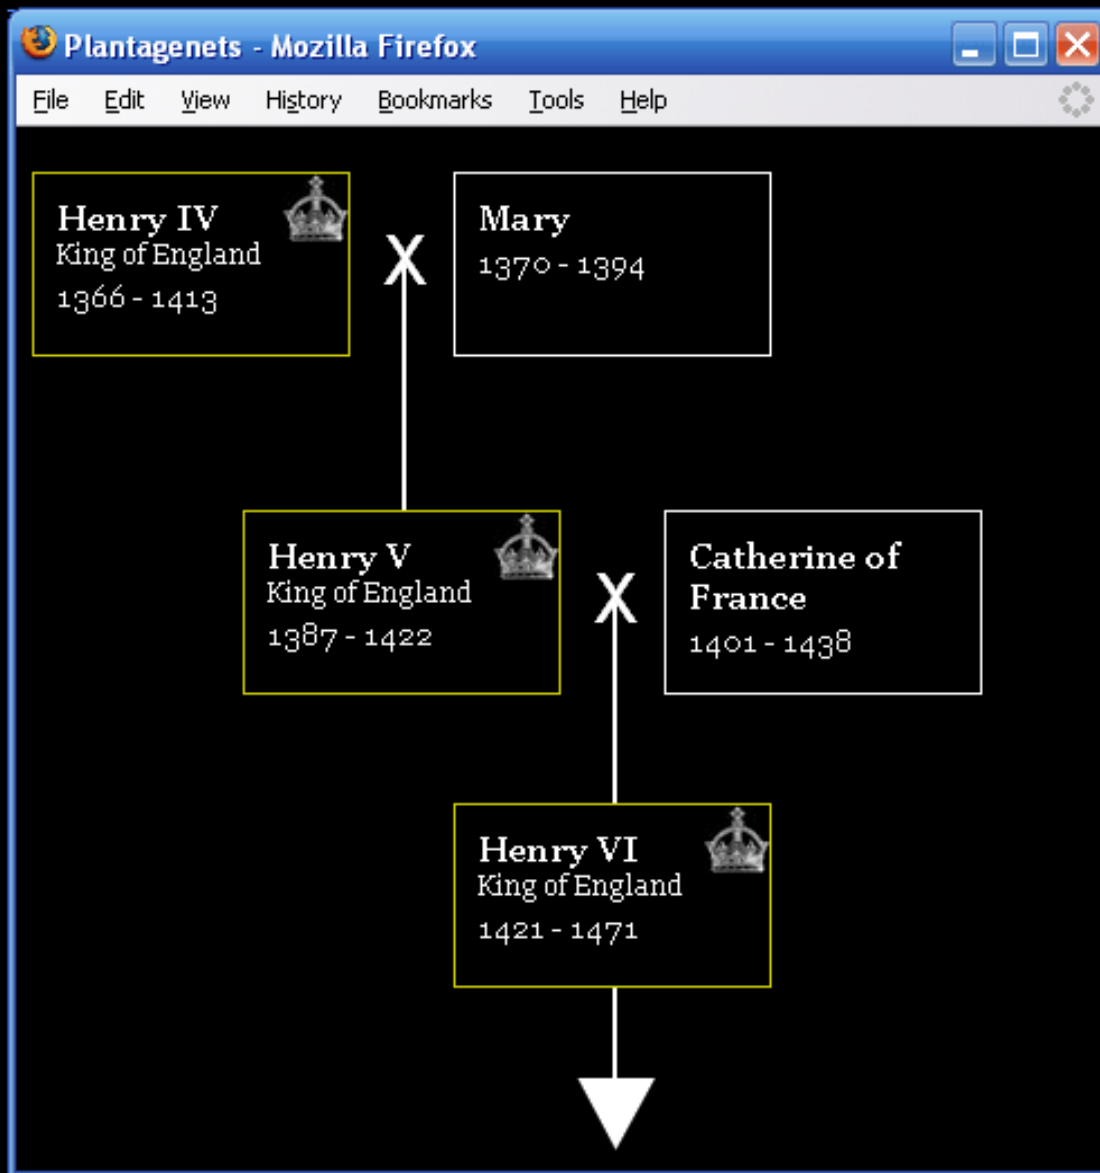 Plantagenets - Mozilla Firefox
File Edit View History Bookmarks Tools Help
Henry IV
King of England
1366 - 1413
X
Mary
1370 - 1394
Henry V
King of England
1387 - 1422
X
Catherine of
France
1401 - 1438
Henry VI
King of England
1421 - 1471